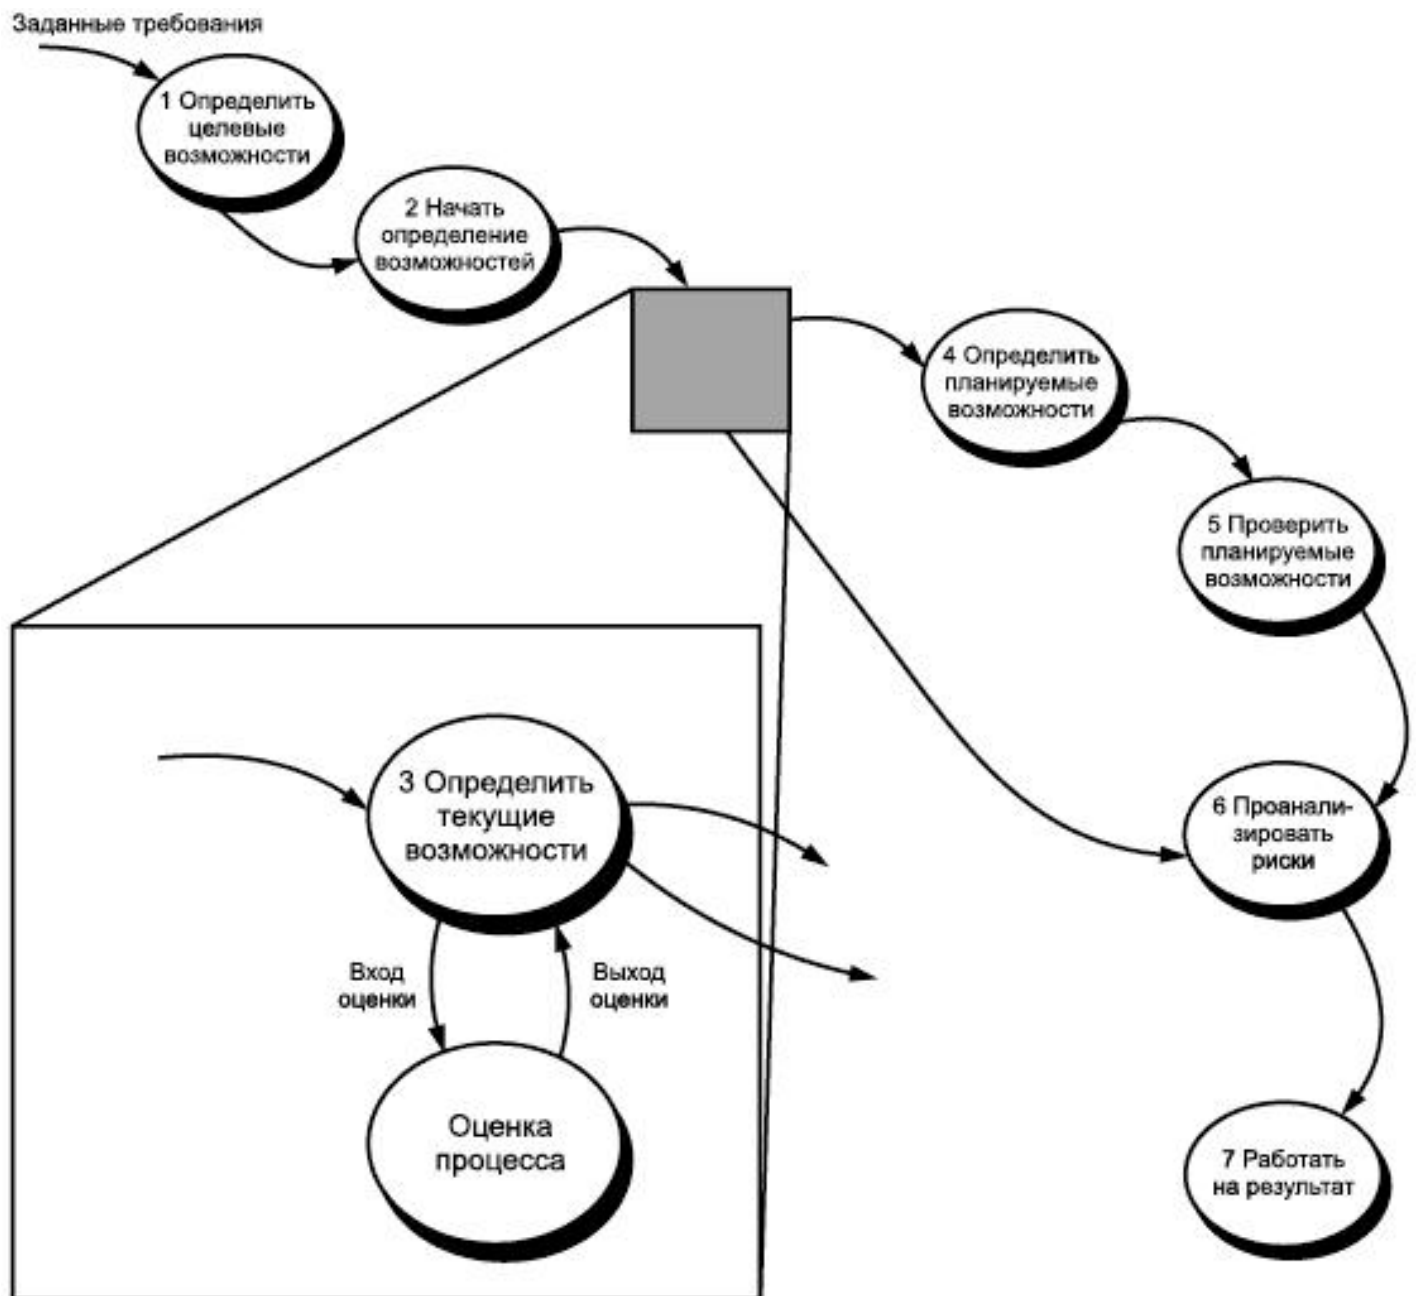 Заданные требования
1 Определить
целевые
возможности
2 Начать
определение
возможностей
4 Определить
планируемые
возможности
5 Проверить
планируемые
возможности
3 Определить
текущие
возможности
6 Проанали-
зировать
риски
Вход
оценки
Выход
оценки
Оценка
процесса
7 Работать
на результат